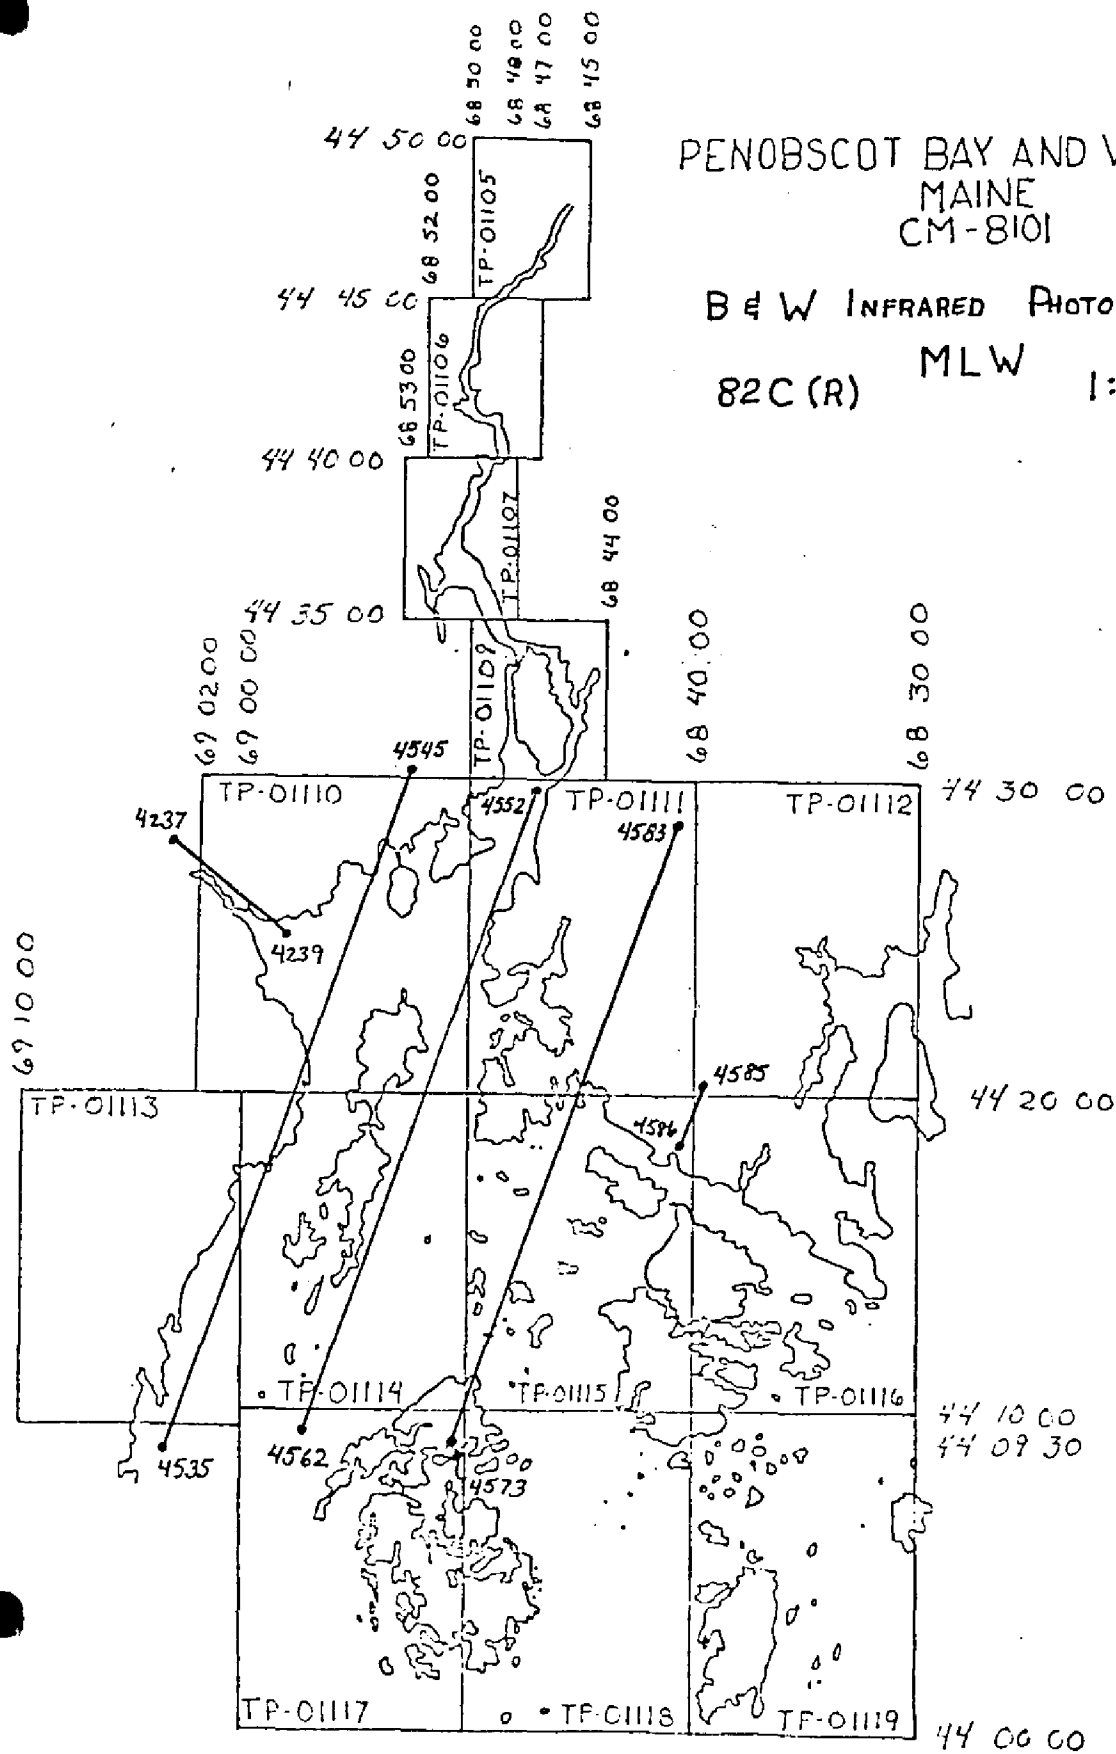 68 50 00
68 48 00
68 47 00
68 45 00
44 50 00
PENOBSCOT BAY AND
MAINE
CM-8101
TP-01105
68 52 00
44 45 00
B & W INFRARED PHOTO
MLW
82C (R)
1:
TP-01106
68 53 00
44 40 00
TP-01107
68 44 00
44 35 00
69 02 00
69 00 00
TP-01109
68 40 00
68 30 00
4545
TP-01110
4552
TP-01111
TP-01112
44 30 00
4237
4583
4239
69 10 00
4585
TP-01113
44 20 00
4586
TP-01114
TP-01115
TP-01116
44 10 00
44 09 30
4535
4562
4573
TP-01117
TP-01118
TP-01119
44 00 00